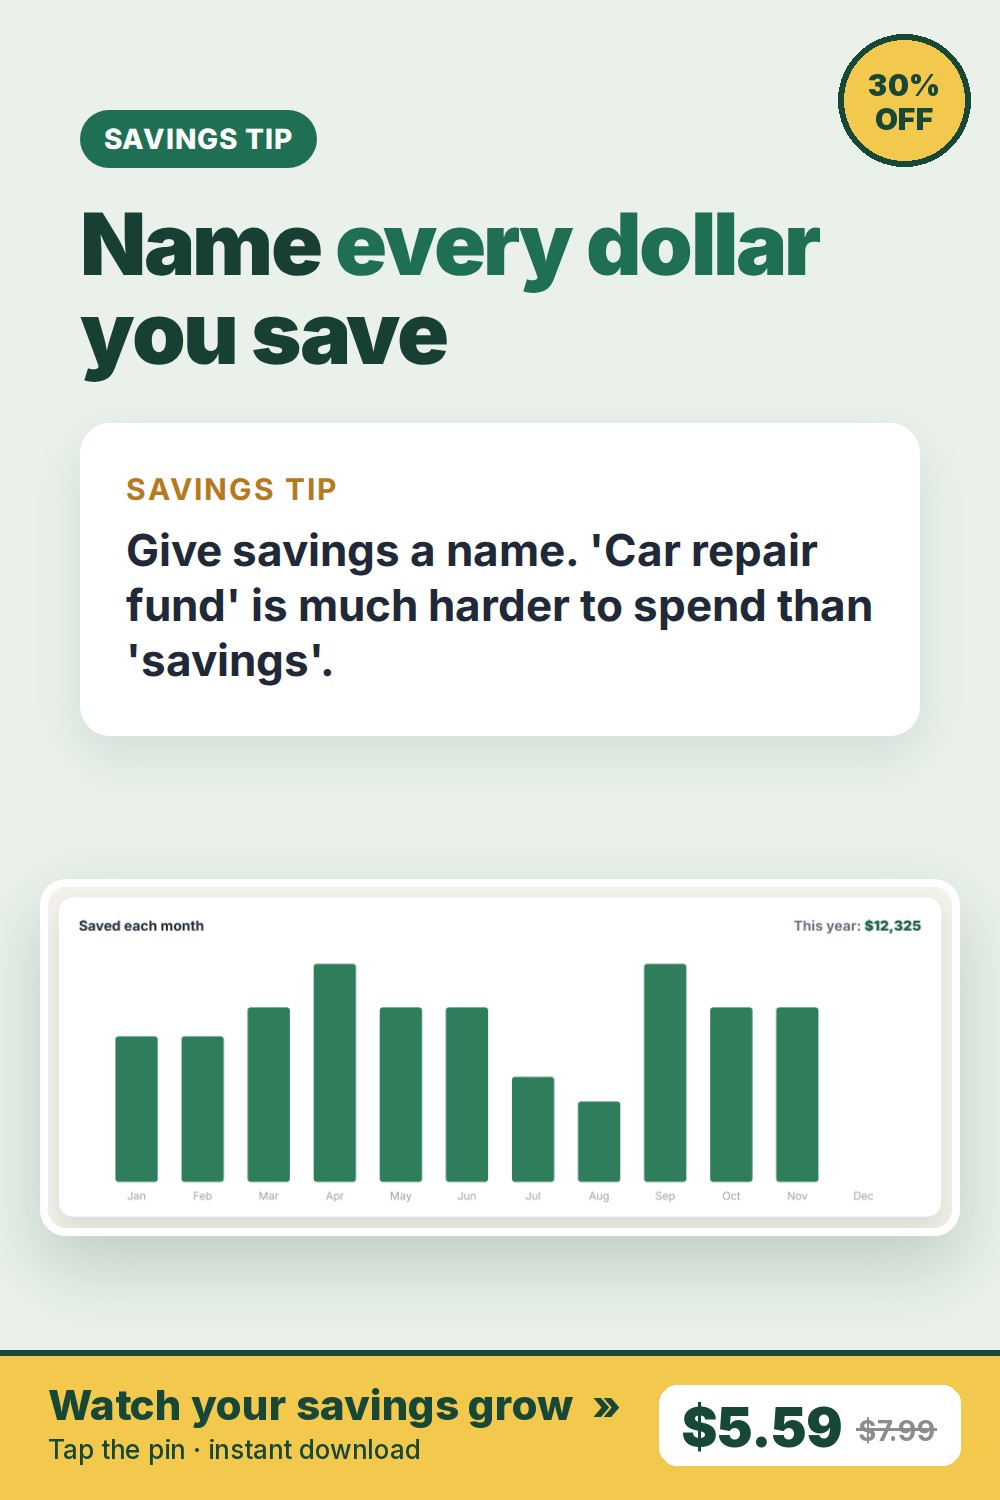 30%
OFF
SAVINGS TIP
Name every dollar
you save
SAVINGS TIP
Give savings a name. 'Car repair
fund' is much harder to spend than
'savings'.
Saved each month
This year: $12,325
Jan Feb Mar Apr May Jun Jul Aug Sep Oct Nov Dec
Watch your savings grow »
Tap the pin · instant download
$5.59 $7.99